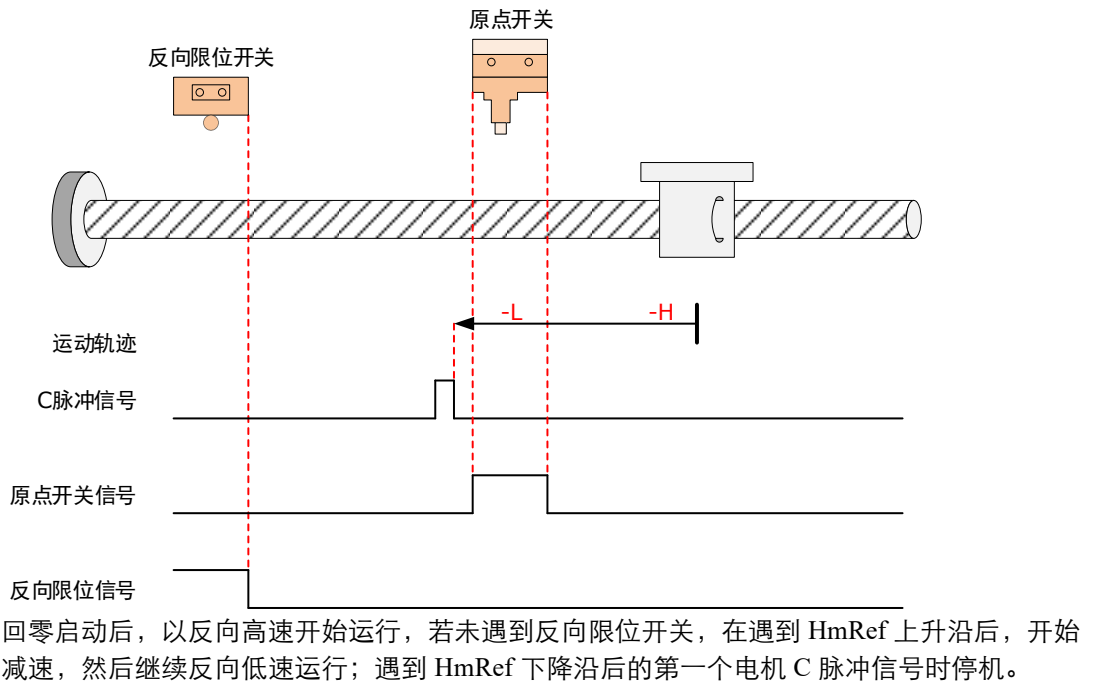 原点开关
反向限位开关
-L
-H
运动轨迹
C脉冲信号
原点开关信号
反向限位信号
回零启动后，以反向高速开始运行，若未遇到反向限位开关，在遇到 HmRef 上升沿后，开始
减速，然后继续反向低速运行；遇到 HmRef 下降沿后的第一个电机 C 脉冲信号时停机。